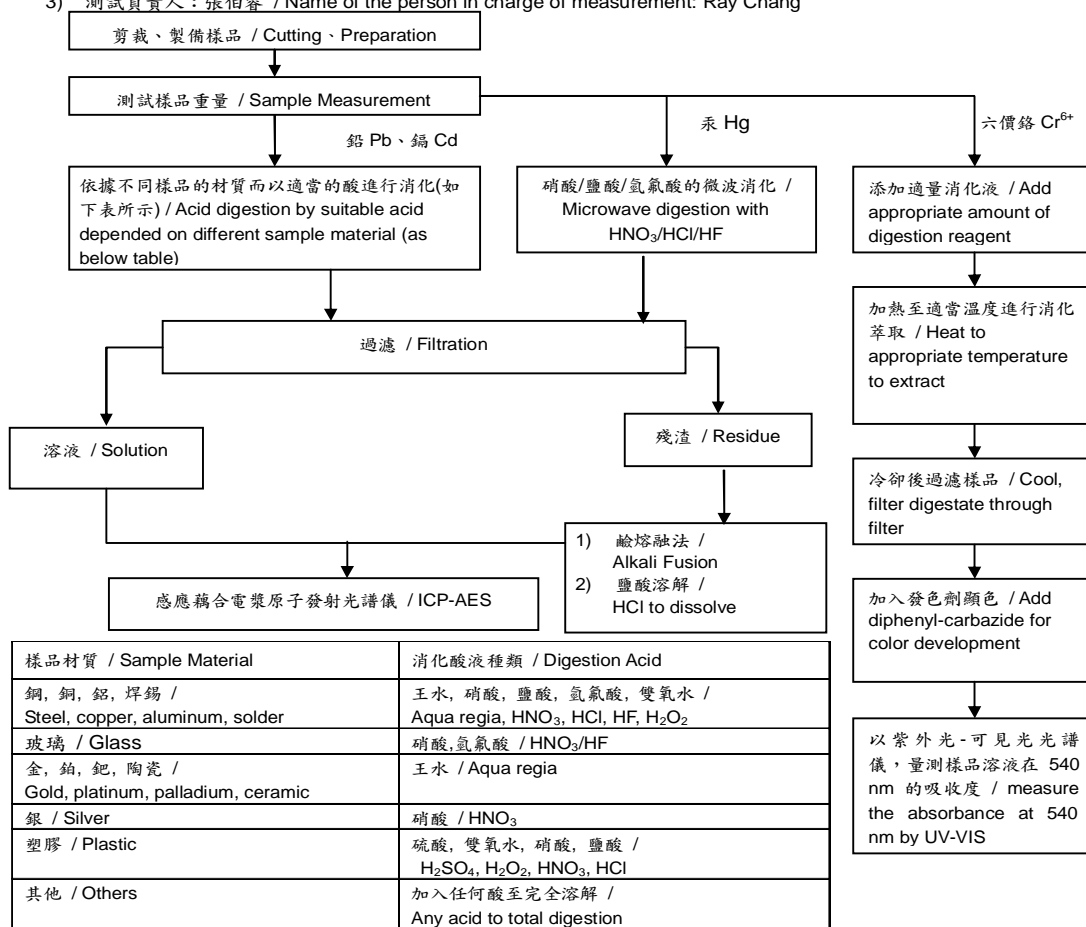 3) 測試負責人：張伯睿 / Name of the person in charge of measurement: Ray Chang
剪裁、製備樣品 / Cutting、Preparation
測試樣品重量 / Sample Measurement
鉛 Pb、鎘 Cd
汞 Hg
六價鉻 Cr⁶⁺
依據不同樣品的材質而以適當的酸進行消化(如
下表所示) / Acid digestion by suitable acid
depended on different sample material (as
below table)
硝酸/鹽酸/氫氟酸的微波消化 /
Microwave digestion with
HNO₃/HCl/HF
添加適量消化液 / Add
appropriate amount of
digestion reagent
過濾 / Filtration
加熱至適當溫度進行消化
萃取 / Heat to
appropriate temperature
to extract
溶液 / Solution
殘渣 / Residue
冷卻後過濾樣品 / Cool,
filter digestate through
filter
1) 鹼熔融法 /
Alkali Fusion
2) 鹽酸溶解 /
HCl to dissolve
感應藕合電漿原子發射光譜儀 / ICP-AES
加入發色劑顯色 / Add
diphenyl-carbazide for
color development
以紫外光-可見光光譜
儀，量測樣品溶液在 540
nm 的吸收度 / measure
the absorbance at 540
nm by UV-VIS
樣品材質 / Sample Material
消化酸液種類 / Digestion Acid
鋼, 銅, 鋁, 焊錫 /
Steel, copper, aluminum, solder
王水, 硝酸, 鹽酸, 氫氟酸, 雙氧水 /
Aqua regia, HNO₃, HCl, HF, H₂O₂
玻璃 / Glass
硝酸,氫氟酸 / HNO₃/HF
金, 鉑, 鈀, 陶瓷 /
Gold, platinum, palladium, ceramic
王水 / Aqua regia
銀 / Silver
硝酸 / HNO₃
塑膠 / Plastic
硫酸, 雙氧水, 硝酸, 鹽酸 /
H₂SO₄, H₂O₂, HNO₃, HCl
其他 / Others
加入任何酸至完全溶解 /
Any acid to total digestion